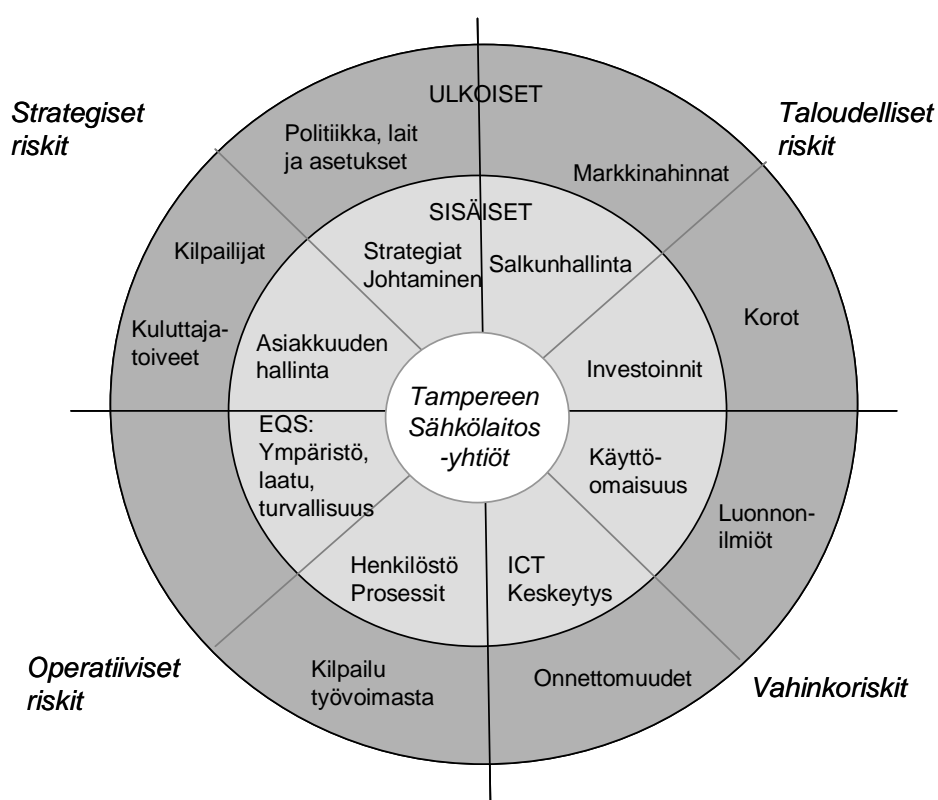 ULKOISET
Strategiset
riskit
Taloudelliset
riskit
Politiikka, lait
ja asetukset
Markkinahinnat
SISÄISET
Kilpailijat
Strategiat
Johtaminen
Salkunhallinta
Kuluttaja-
toiveet
Asiakkuuden
hallinta
Investoinnit
Korot
Tampereen
Sähkölaitos
-yhtiöt
EQS:
Ympäristö,
laatu,
turvallisuus
Käyttö-
omaisuus
Luonnon-
ilmiöt
Henkilöstö
Prosessit
ICT
Keskeytys
Operatiiviset
riskit
Kilpailu
työvoimasta
Onnettomuudet
Vahinkoriskit